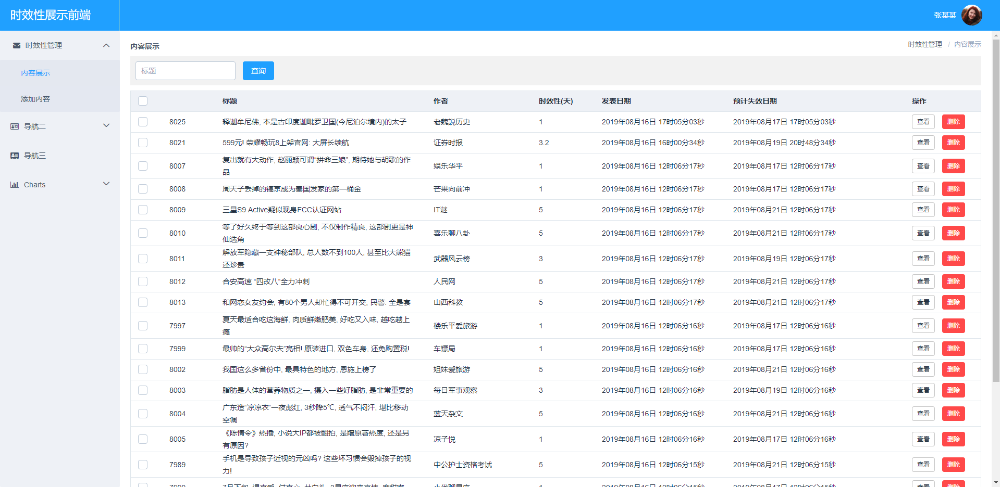 时效性展示前端
张某某
时效性管理
内容展示
添加内容
导航二
导航三
Charts
内容展示
时效性管理 / 内容展示
标题
查询
标题 作者 时效性(天) 发表日期 预计失效日期 操作
8025 释迦牟尼佛, 本是古印度迦毗罗卫国(今尼泊尔境内)的太子 老魏説历史 1 2019年08月16日 17时05分03秒 2019年08月17日 17时05分03秒 查看 删除
8021 599元! 荣耀畅玩8上架官网: 大屏长续航 证券时报 3.2 2019年08月16日 16时00分34秒 2019年08月19日 20时48分34秒 查看 删除
8007 复出就有大动作, 赵丽颖可谓“拼命三娘”, 期待她与胡歌的作
品 娱乐华平 1 2019年08月16日 12时06分17秒 2019年08月17日 12时06分17秒 查看 删除
8008 周天子丢掉的镐京成为秦国发家的第一桶金 芒果向前冲 1 2019年08月16日 12时06分17秒 2019年08月17日 12时06分17秒 查看 删除
8009 三星S9 Active疑似现身FCC认证网站 IT谜 5 2019年08月16日 12时06分17秒 2019年08月21日 12时06分17秒 查看 删除
8010 等了好久终于等到这部良心剧, 不仅制作精良, 这部剧更是神
仙选角 喜乐聊八卦 5 2019年08月16日 12时06分17秒 2019年08月21日 12时06分17秒 查看 删除
8011 解放军隐藏一支神秘部队, 总人数不到100人, 甚至比大熊猫
还珍贵 武器风云榜 3 2019年08月16日 12时06分17秒 2019年08月19日 12时06分17秒 查看 删除
8012 合安高速 “四改八”全力冲刺 人民网 5 2019年08月16日 12时06分17秒 2019年08月21日 12时06分17秒 查看 删除
8013 和网恋女友约会, 有80个男人却忙得不可开交, 民警: 全是套 山西科教 5 2019年08月16日 12时06分17秒 2019年08月21日 12时06分17秒 查看 删除
7997 夏天最适合吃这海鲜, 肉质鲜嫩肥美, 好吃又入味, 越吃越上
瘾 楼乐平爱旅游 1 2019年08月16日 12时06分16秒 2019年08月17日 12时06分16秒 查看 删除
7999 最帅的“大众高尔夫”亮相! 原装进口, 双色车身, 还免购置税! 车镖局 1 2019年08月16日 12时06分16秒 2019年08月17日 12时06分16秒 查看 删除
8002 我国这么多省份中, 最具特色的地方, 恩施上榜了 姐妹爱旅游 5 2019年08月16日 12时06分16秒 2019年08月21日 12时06分16秒 查看 删除
8003 脂肪是人体的营养物质之一, 摄入一些好脂肪, 是非常重要的 每日军事观察 3 2019年08月16日 12时06分16秒 2019年08月19日 12时06分16秒 查看 删除
8004 广东造“凉凉衣”一夜彪红, 3秒降5℃, 透气不闷汗, 堪比移动
空调 蓝天杂文 5 2019年08月16日 12时06分16秒 2019年08月21日 12时06分16秒 查看 删除
8005 《陈情令》热播, 小说大IP都被翻拍, 是蹭原著热度, 还是另
有原因? 凉子悦 1 2019年08月16日 12时06分16秒 2019年08月17日 12时06分16秒 查看 删除
7989 手机是导致孩子近视的元凶吗? 这些坏习惯会毁掉孩子的视
力! 中公护士资格考试 5 2019年08月16日 12时06分15秒 2019年08月21日 12时06分15秒 查看 删除